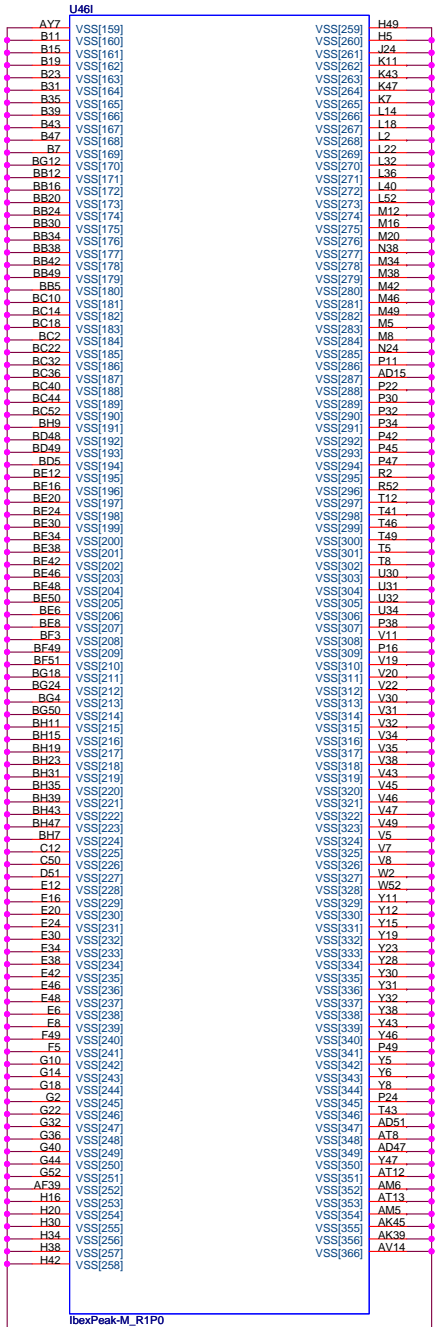 U46I
AY7 VSS[159] VSS[259] H49
B11 VSS[160] VSS[260] H5
B15 VSS[161] VSS[261] J24
B19 VSS[162] VSS[262] K11
B23 VSS[163] VSS[263] K43
B31 VSS[164] VSS[264] K47
B35 VSS[165] VSS[265] K7
B39 VSS[166] VSS[266] L14
B43 VSS[167] VSS[267] L18
B47 VSS[168] VSS[268] L2
B7 VSS[169] VSS[269] L22
BG12 VSS[170] VSS[270] L32
BB12 VSS[171] VSS[271] L36
BB16 VSS[172] VSS[272] L40
BB20 VSS[173] VSS[273] L52
BB24 VSS[174] VSS[274] M12
BB30 VSS[175] VSS[275] M16
BB34 VSS[176] VSS[276] M20
BB38 VSS[177] VSS[277] N38
BB42 VSS[178] VSS[278] M34
BB49 VSS[179] VSS[279] M38
BB5 VSS[180] VSS[280] M42
BC10 VSS[181] VSS[281] M46
BC14 VSS[182] VSS[282] M49
BC18 VSS[183] VSS[283] M5
BC2 VSS[184] VSS[284] M8
BC22 VSS[185] VSS[285] N24
BC32 VSS[186] VSS[286] P11
BC36 VSS[187] VSS[287] AD15
BC40 VSS[188] VSS[288] P22
BC44 VSS[189] VSS[289] P30
BC52 VSS[190] VSS[290] P32
BH9 VSS[191] VSS[291] P34
BD48 VSS[192] VSS[292] P42
BD49 VSS[193] VSS[293] P45
BD5 VSS[194] VSS[294] P47
BE12 VSS[195] VSS[295] R2
BE16 VSS[196] VSS[296] R52
BE20 VSS[197] VSS[297] T12
BE24 VSS[198] VSS[298] T41
BE30 VSS[199] VSS[299] T46
BE34 VSS[200] VSS[300] T49
BE38 VSS[201] VSS[301] T5
BE42 VSS[202] VSS[302] T8
BE46 VSS[203] VSS[303] U30
BE48 VSS[204] VSS[304] U31
BE50 VSS[205] VSS[305] U32
BE6 VSS[206] VSS[306] U34
BE8 VSS[207] VSS[307] P38
BF3 VSS[208] VSS[308] V11
BF49 VSS[209] VSS[309] P16
BF51 VSS[210] VSS[310] V19
BG18 VSS[211] VSS[311] V20
BG24 VSS[212] VSS[312] V22
BG4 VSS[213] VSS[313] V30
BG50 VSS[214] VSS[314] V31
BH11 VSS[215] VSS[315] V32
BH15 VSS[216] VSS[316] V34
BH19 VSS[217] VSS[317] V35
BH23 VSS[218] VSS[318] V38
BH31 VSS[219] VSS[319] V43
BH35 VSS[220] VSS[320] V45
BH39 VSS[221] VSS[321] V46
BH43 VSS[222] VSS[322] V47
BH47 VSS[223] VSS[323] V49
BH7 VSS[224] VSS[324] V5
C12 VSS[225] VSS[325] V7
C50 VSS[226] VSS[326] V8
D51 VSS[227] VSS[327] W2
E12 VSS[228] VSS[328] W52
E16 VSS[229] VSS[329] Y11
E20 VSS[230] VSS[330] Y12
E24 VSS[231] VSS[331] Y15
E30 VSS[232] VSS[332] Y19
E34 VSS[233] VSS[333] Y23
E38 VSS[234] VSS[334] Y28
E42 VSS[235] VSS[335] Y30
E46 VSS[236] VSS[336] Y31
E48 VSS[237] VSS[337] Y32
E6 VSS[238] VSS[338] Y38
E8 VSS[239] VSS[339] Y43
F49 VSS[240] VSS[340] Y46
F5 VSS[241] VSS[341] P49
G10 VSS[242] VSS[342] Y5
G14 VSS[243] VSS[343] Y6
G18 VSS[244] VSS[344] Y8
G2 VSS[245] VSS[345] P24
G22 VSS[246] VSS[346] T43
G32 VSS[247] VSS[347] AD51
G36 VSS[248] VSS[348] AT8
G40 VSS[249] VSS[349] AD47
G44 VSS[250] VSS[350] Y47
G52 VSS[251] VSS[351] AT12
AF39 VSS[252] VSS[352] AM6
H16 VSS[253] VSS[353] AT13
H20 VSS[254] VSS[354] AM5
H30 VSS[255] VSS[355] AK45
H34 VSS[256] VSS[356] AK39
H38 VSS[257] VSS[366] AV14
H42 VSS[258]
IbexPeak-M_R1P0